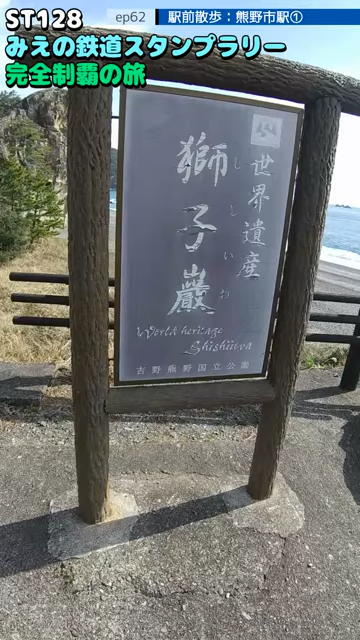 ST128
ep62
駅前散歩：熊野市駅①
みえの鉄道スタンプラリー
完全制覇の旅
世界遺産
獅子巖
ししいわ
World heritage
Shishiiwa
吉野熊野国立公園